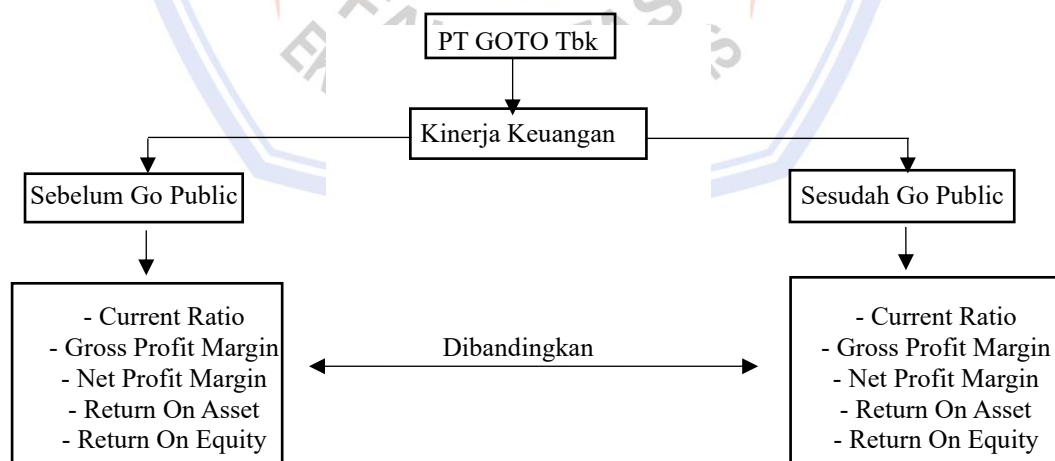 PT GOTO Tbk
Kinerja Keuangan
Sebelum Go Public
Sesudah Go Public
- Current Ratio
- Gross Profit Margin
- Net Profit Margin
- Return On Asset
- Return On Equity
Dibandingkan
- Current Ratio
- Gross Profit Margin
- Net Profit Margin
- Return On Asset
- Return On Equity